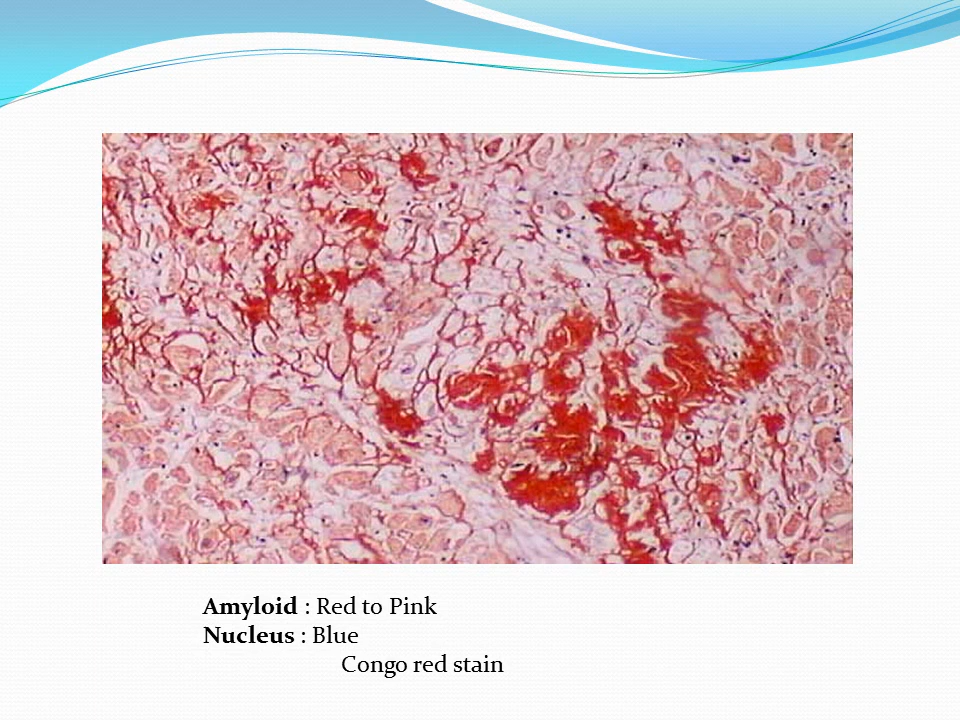 Amyloid : Red to Pink
Nucleus : Blue
Congo red stain